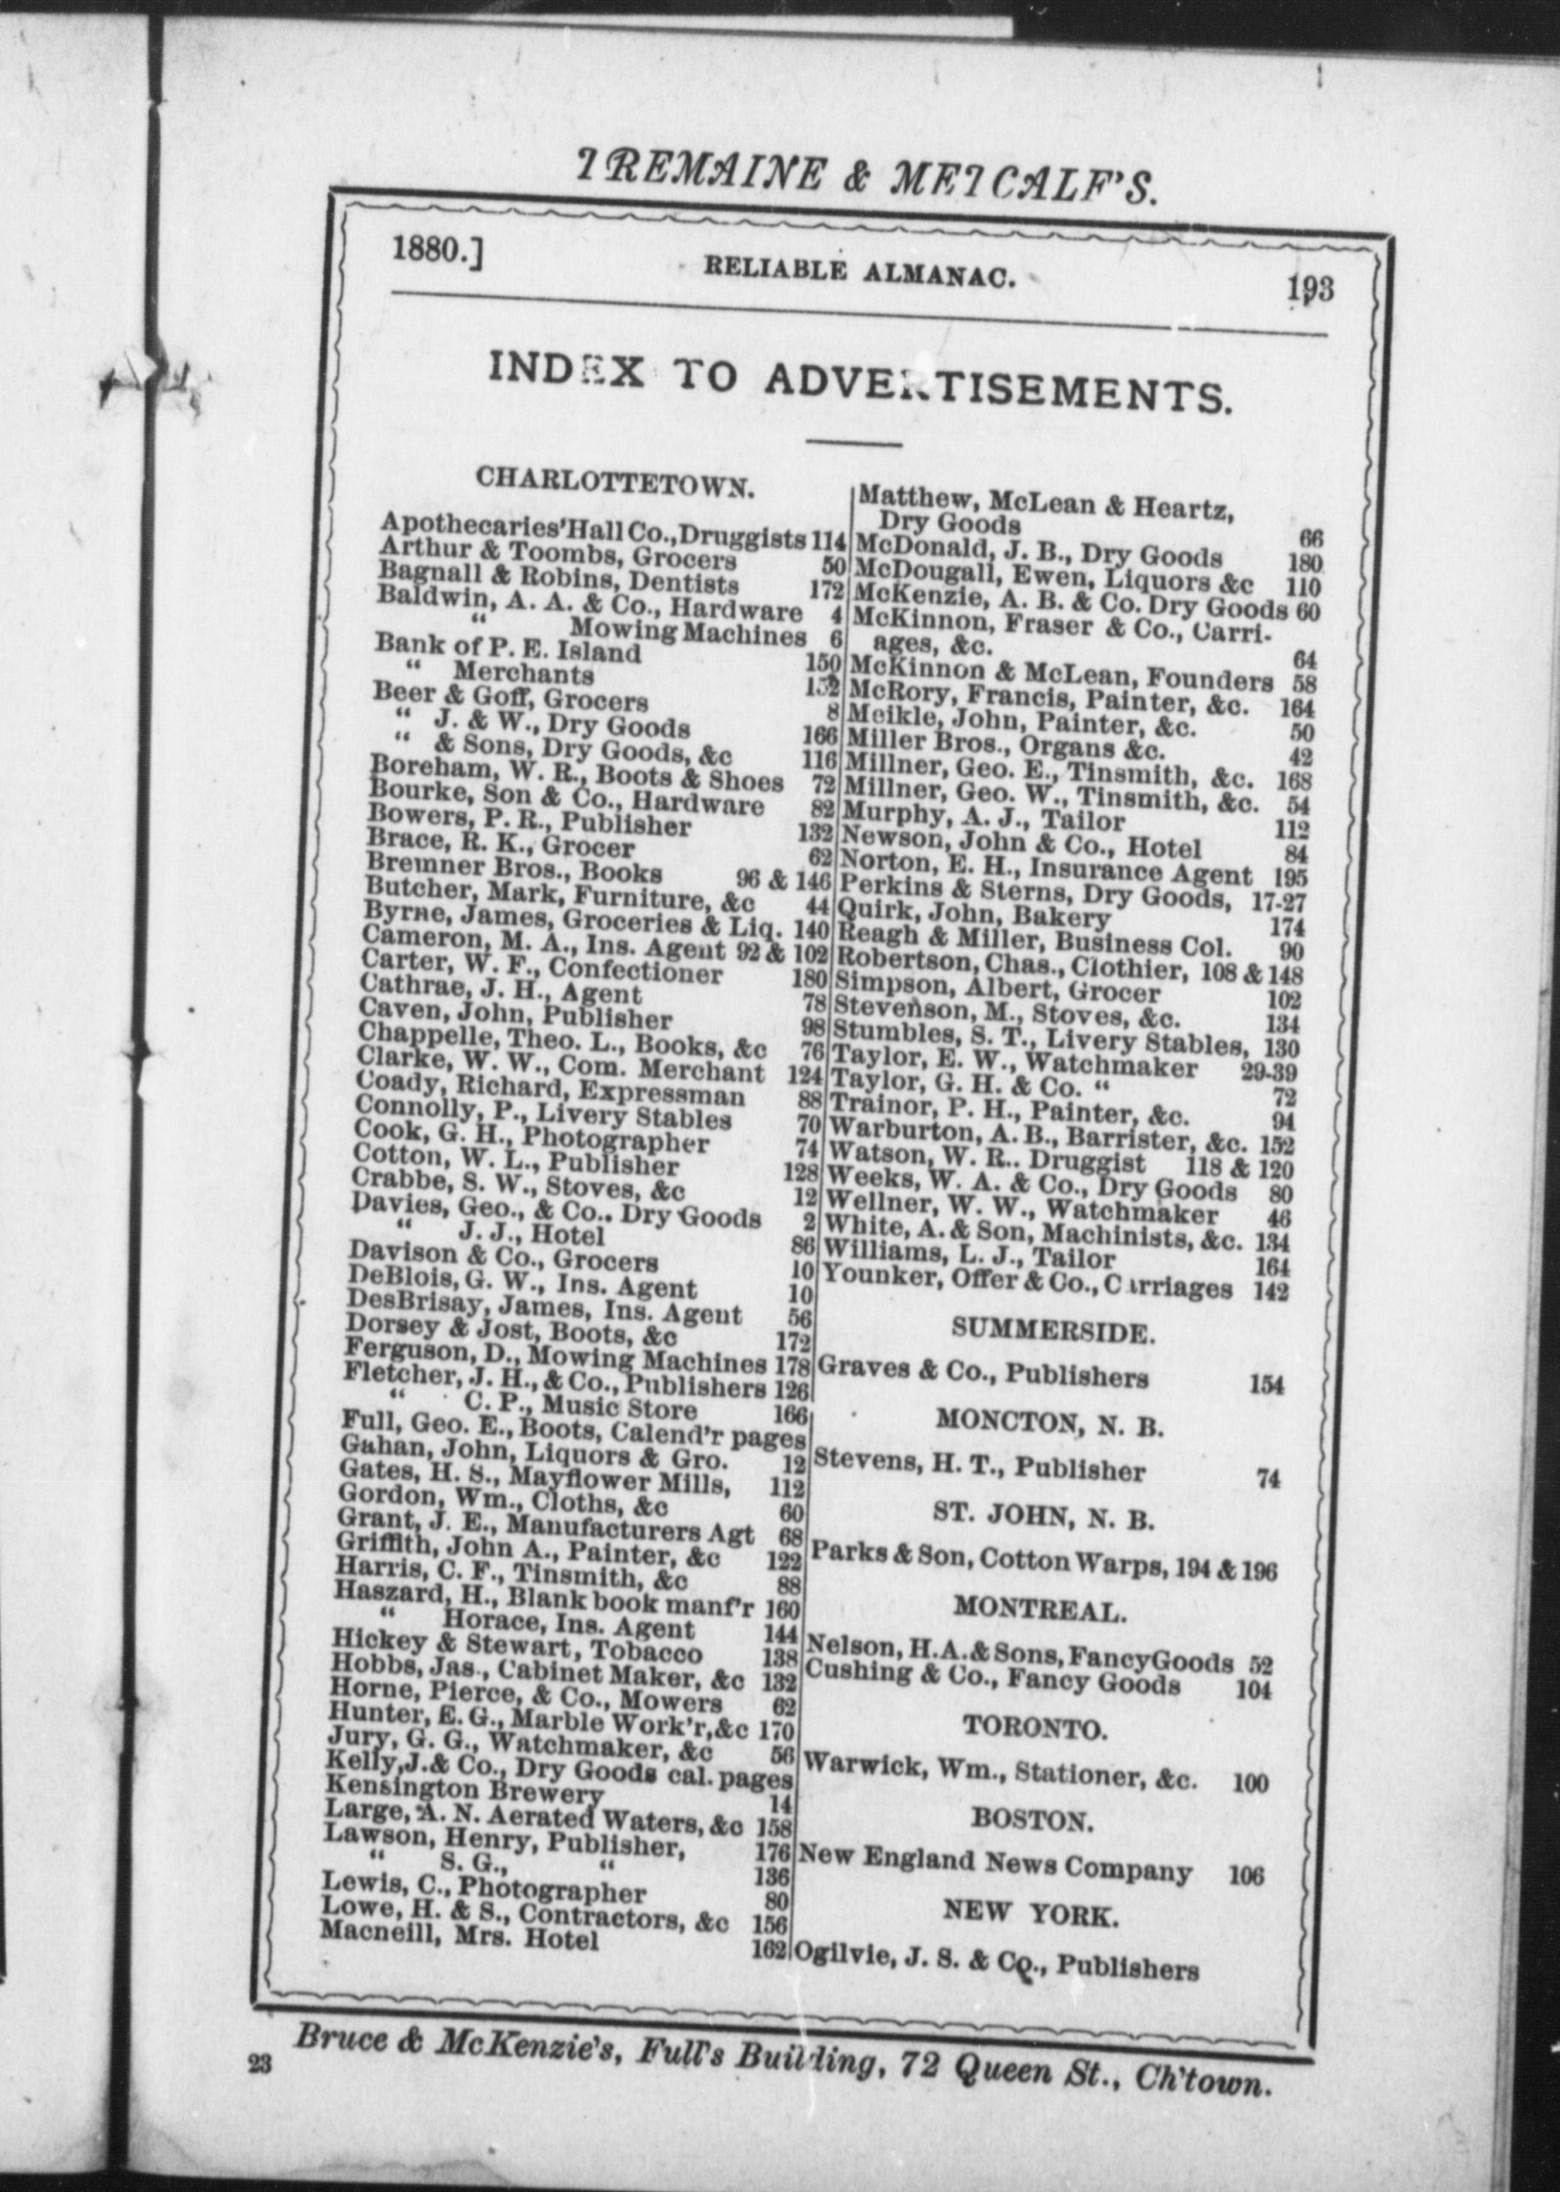 TREMAINE & METCALF'S.
1880.] RELIABLE ALMANAC. 193
INDEX TO ADVERTISEMENTS.
CHARLOTTETOWN.
Apothecaries' Hall Co., Druggists 114
Arthur & Toombs, Grocers 50
Bagnall & Robins, Dentists 172
Baldwin, A. A. & Co., Hardware 4
" Mowing Machines 6
Bank of P. E. Island 150
" Merchants 152
Beer & Goff, Grocers 8
" J. & W., Dry Goods 166
" & Sons, Dry Goods, &c 116
Boreham, W. R., Boots & Shoes 72
Bourke, Son & Co., Hardware 82
Bowers, P. R., Publisher 132
Brace, R. K., Grocer 62
Bremner Bros., Books 96 & 146
Butcher, Mark, Furniture, &c 44
Byrne, James, Groceries & Liq. 140
Cameron, M. A., Ins. Agent 92 & 102
Carter, W. F., Confectioner 180
Cathrae, J. H., Agent 78
Caven, John, Publisher 98
Chappelle, Theo. L., Books, &c 76
Clarke, W. W., Com. Merchant 124
Coady, Richard, Expressman 88
Connolly, P., Livery Stables 70
Cook, G. H., Photographer 74
Cotton, W. L., Publisher 128
Crabbe, S. W., Stoves, &c 12
Davies, Geo., & Co.. Dry Goods 2
" J. J., Hotel 86
Davison & Co., Grocers 10
DeBlois, G. W., Ins. Agent 10
DesBrisay, James, Ins. Agent 56
Dorsey & Jost, Boots, &c 172
Ferguson, D., Mowing Machines 178
Fletcher, J. H., & Co., Publishers 126
" C. P., Music Store 166
Full, Geo. E., Boots, Calend'r pages
Gahan, John, Liquors & Gro. 12
Gates, H. S., Mayflower Mills, 112
Gordon, Wm., Cloths, &c 60
Grant, J. E., Manufacturers Agt 68
Griffith, John A., Painter, &c 122
Harris, C. F., Tinsmith, &c 88
Haszard, H., Blank book manf'r 160
" Horace, Ins. Agent 144
Hickey & Stewart, Tobacco 138
Hobbs, Jas., Cabinet Maker, &c 132
Horne, Pierce, & Co., Mowers 62
Hunter, E. G., Marble Work'r, &c 170
Jury, G. G., Watchmaker, &c 56
Kelly, J. & Co., Dry Goods cal. pages
Kensington Brewery 14
Large, A. N. Aerated Waters, &c 158
Lawson, Henry, Publisher, 176
" S. G., " 136
Lewis, C., Photographer 80
Lowe, H. & S., Contractors, &c 156
Macneill, Mrs. Hotel 162
Matthew, McLean & Heartz,
Dry Goods 66
McDonald, J. B., Dry Goods 180
McDougall, Ewen, Liquors &c 110
McKenzie, A. B. & Co. Dry Goods 60
McKinnon, Fraser & Co., Carri-
ages, &c. 64
McKinnon & McLean, Founders 58
McRory, Francis, Painter, &c. 164
Meikle, John, Painter, &c. 50
Miller Bros., Organs &c. 42
Millner, Geo. E., Tinsmith, &c. 168
Millner, Geo. W., Tinsmith, &c. 54
Murphy, A. J., Tailor 112
Newson, John & Co., Hotel 84
Norton, E. H., Insurance Agent 195
Perkins & Sterns, Dry Goods, 17-27
Quirk, John, Bakery 174
Reagh & Miller, Business Col. 90
Robertson, Chas., Clothier, 108 & 148
Simpson, Albert, Grocer 102
Stevenson, M., Stoves, &c. 134
Stumbles, S. T., Livery Stables, 130
Taylor, E. W., Watchmaker 29-39
Taylor, G. H. & Co. " 72
Trainor, P. H., Painter, &c. 94
Warburton, A. B., Barrister, &c. 152
Watson, W. R.. Druggist 118 & 120
Weeks, W. A. & Co., Dry Goods 80
Wellner, W. W., Watchmaker 46
White, A. & Son, Machinists, &c. 134
Williams, L. J., Tailor 164
Younker, Offer & Co., Carriages 142
SUMMERSIDE.
Graves & Co., Publishers 154
MONCTON, N. B.
Stevens, H. T., Publisher 74
ST. JOHN, N. B.
Parks & Son, Cotton Warps, 194 & 196
MONTREAL.
Nelson, H. A. & Sons, Fancy Goods 52
Cushing & Co., Fancy Goods 104
TORONTO.
Warwick, Wm., Stationer, &c. 100
BOSTON.
New England News Company 106
NEW YORK.
Ogilvie, J. S. & Co., Publishers
Bruce & McKenzie's, Full's Building, 72 Queen St., Ch'town.
23